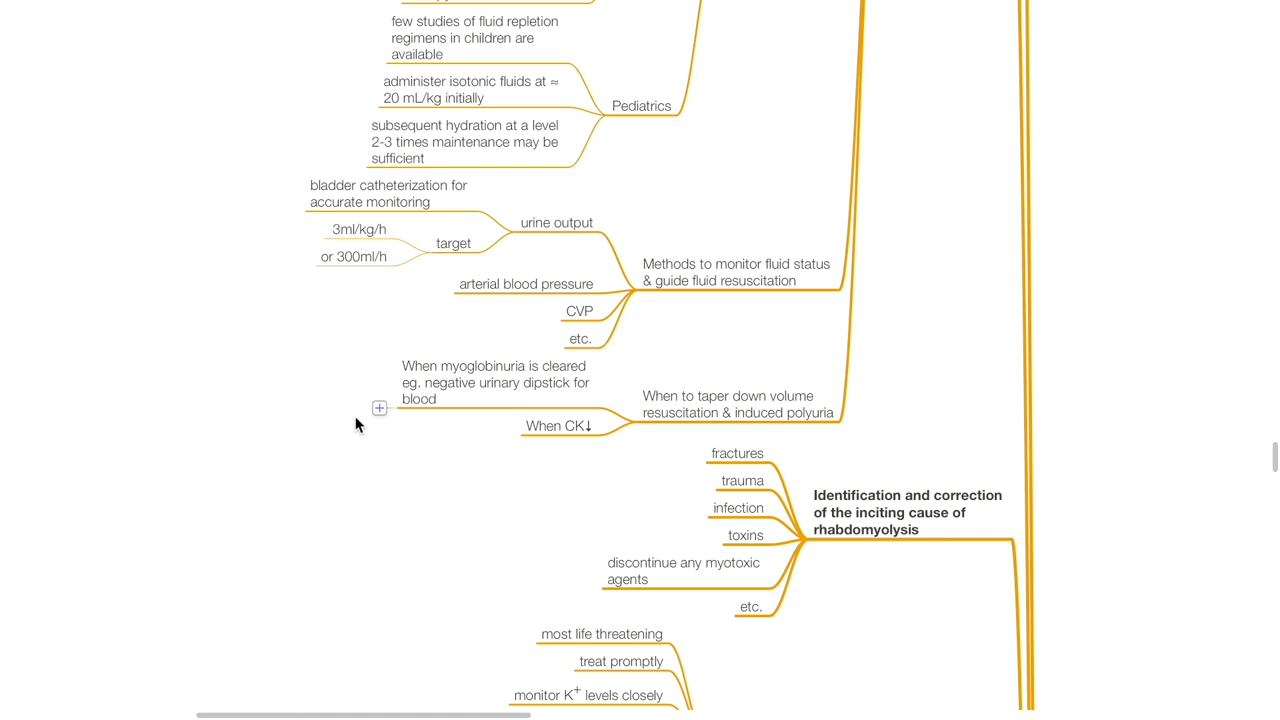 few studies of fluid repletion
regimens in children are
available
administer isotonic fluids at ≈
20 mL/kg initially
subsequent hydration at a level
2-3 times maintenance may be
sufficient
Pediatrics
bladder catheterization for
accurate monitoring
3ml/kg/h
or 300ml/h
target
urine output
arterial blood pressure
CVP
etc.
Methods to monitor fluid status
& guide fluid resuscitation
When myoglobinuria is cleared
eg. negative urinary dipstick for
blood
When CK↓
When to taper down volume
resuscitation & induced polyuria
fractures
trauma
infection
toxins
discontinue any myotoxic
agents
etc.
Identification and correction
of the inciting cause of
rhabdomyolysis
most life threatening
treat promptly
monitor K⁺ levels closely